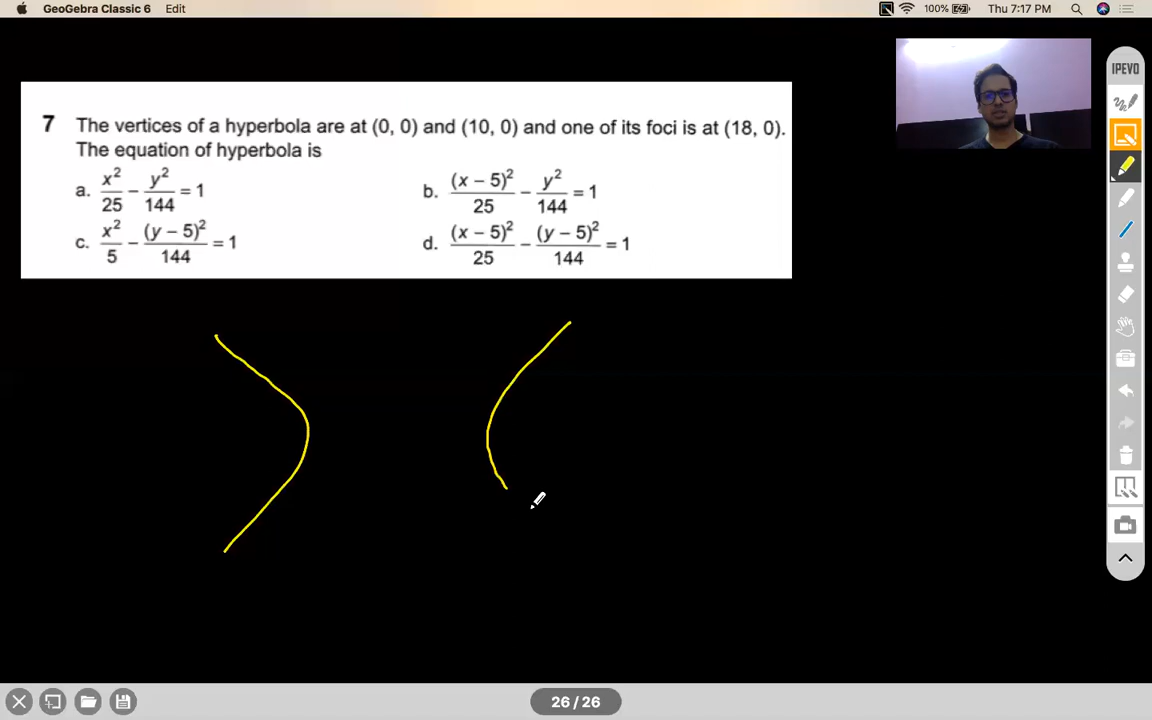 GeoGebra Classic 6 Edit 100% Thu 7:17 PM
IPEVO
7 The vertices of a hyperbola are at (0, 0) and (10, 0) and one of its foci is at (18, 0).
The equation of hyperbola is
a. x²/25 − y²/144 = 1 b. (x − 5)²/25 − y²/144 = 1
c. x²/5 − (y − 5)²/144 = 1 d. (x − 5)²/25 − (y − 5)²/144 = 1
26 / 26